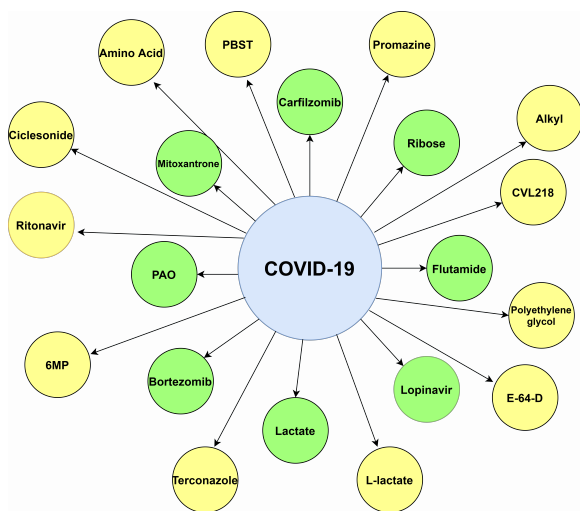 PBST
Promazine
Amino Acid
Carfilzomib
Alkyl
Ciclesonide
Ribose
Mitoxantrone
CVL218
Ritonavir
COVID-19
Flutamide
PAO
Polyethylene
glycol
6MP
Bortezomib
Lopinavir
E-64-D
Lactate
Terconazole
L-lactate